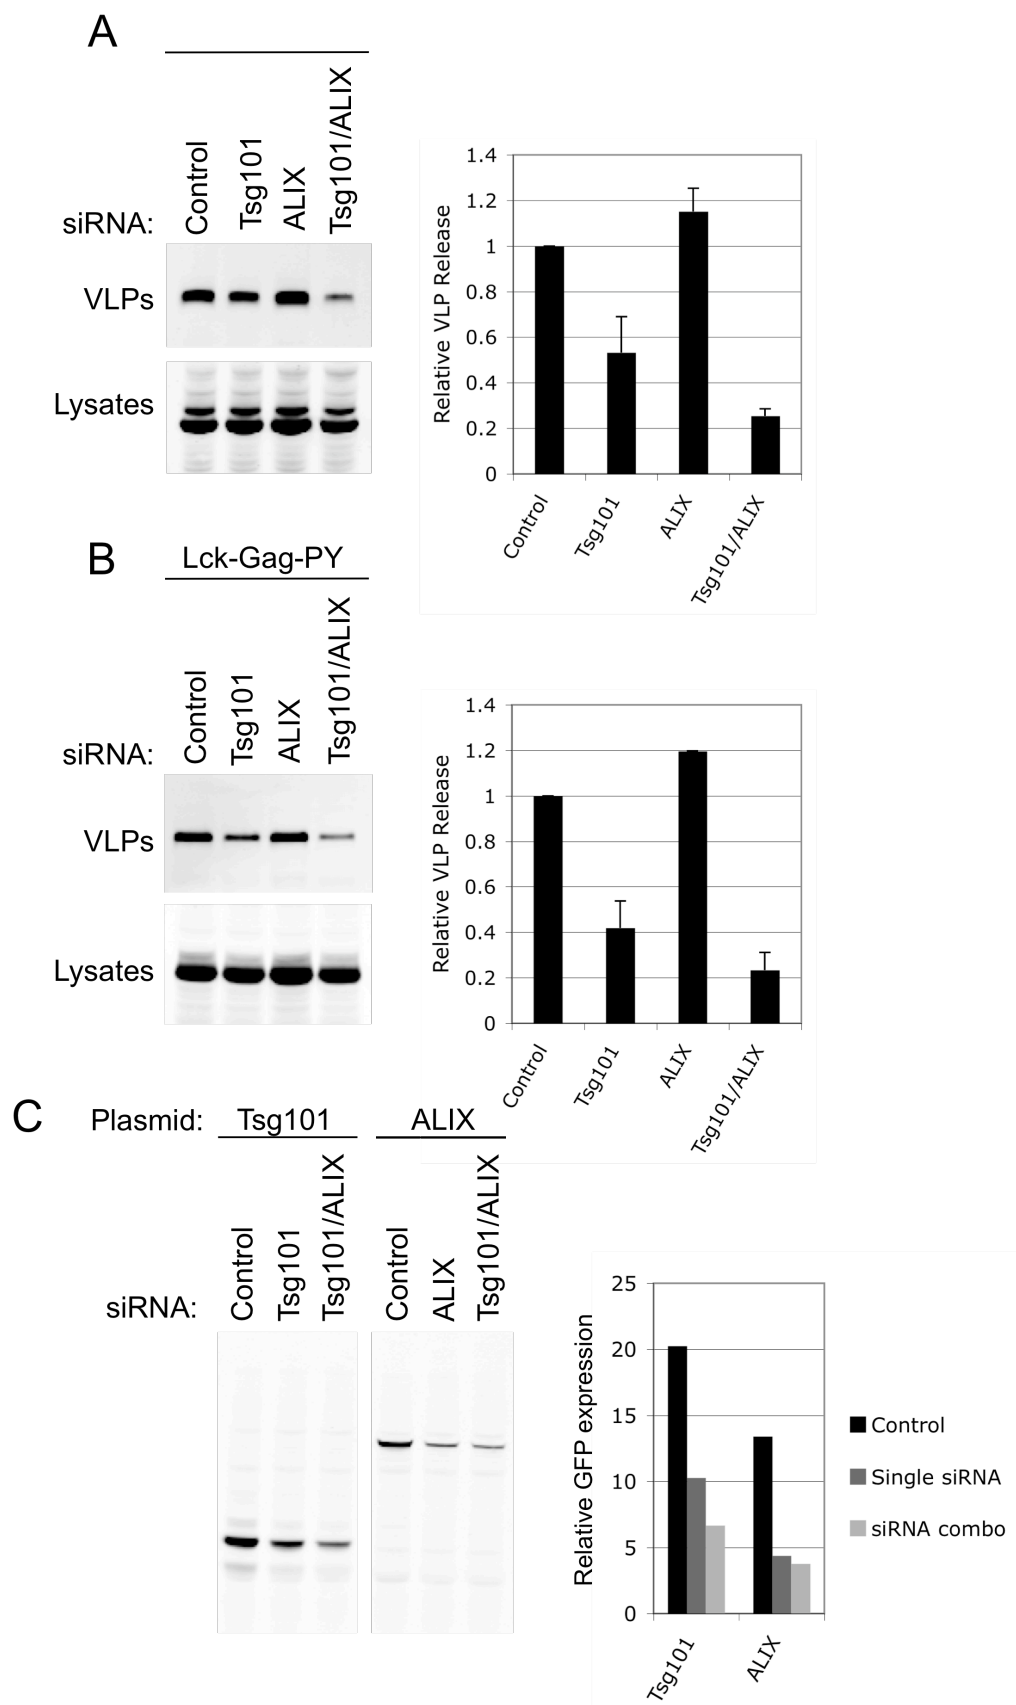 A
siRNA:
Control
Tsg101
ALIX
Tsg101/ALIX
VLPs
Lysates
Relative VLP Release
1.4
1.2
1
0.8
0.6
0.4
0.2
0
Control
Tsg101
ALIX
Tsg101/ALIX
B
Lck-Gag-PY
siRNA:
Control
Tsg101
ALIX
Tsg101/ALIX
VLPs
Lysates
Relative VLP Release
1.4
1.2
1
0.8
0.6
0.4
0.2
0
Control
Tsg101
ALIX
Tsg101/ALIX
C
Plasmid: Tsg101 ALIX
siRNA:
Control
Tsg101
Tsg101/ALIX
Control
ALIX
Tsg101/ALIX
Relative GFP expression
25
20
15
10
5
0
Tsg101
ALIX
Control
Single siRNA
siRNA combo